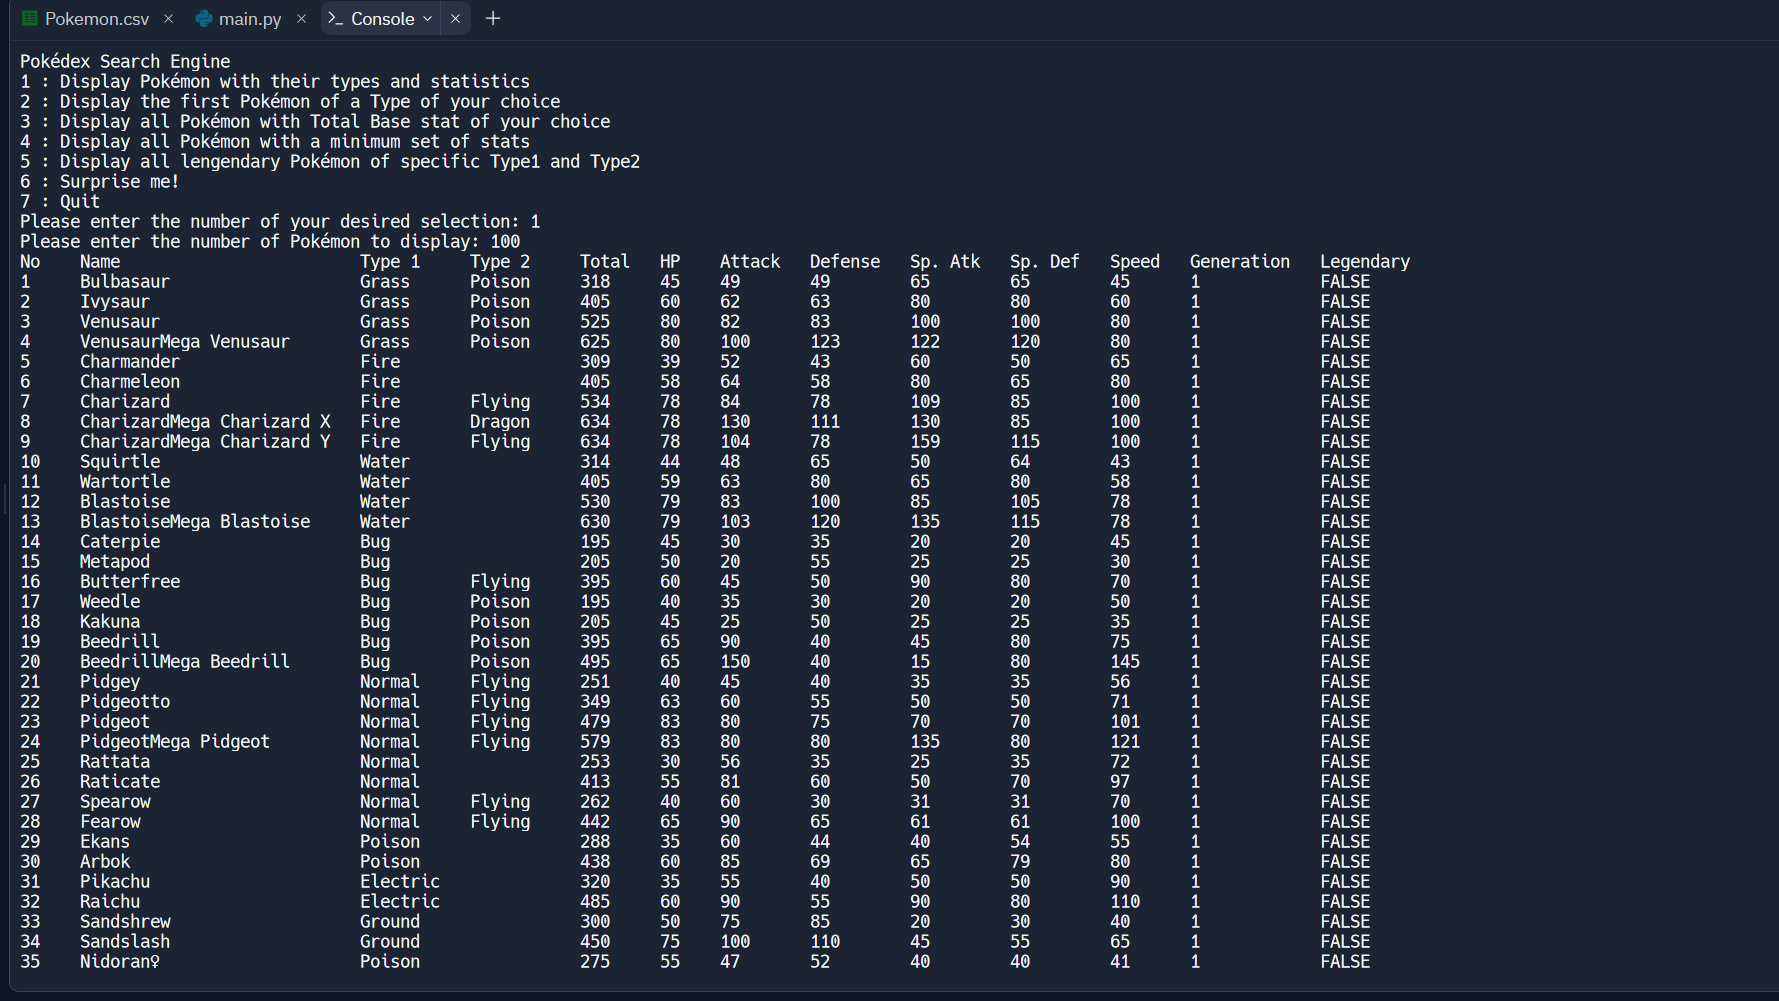 Pokemon.csv × main.py × >_ Console × +
Pokédex Search Engine
1 : Display Pokémon with their types and statistics
2 : Display the first Pokémon of a Type of your choice
3 : Display all Pokémon with Total Base stat of your choice
4 : Display all Pokémon with a minimum set of stats
5 : Display all lengendary Pokémon of specific Type1 and Type2
6 : Surprise me!
7 : Quit
Please enter the number of your desired selection: 1
Please enter the number of Pokémon to display: 100
No Name Type 1 Type 2 Total HP Attack Defense Sp. Atk Sp. Def Speed Generation Legendary
1 Bulbasaur Grass Poison 318 45 49 49 65 65 45 1 FALSE
2 Ivysaur Grass Poison 405 60 62 63 80 80 60 1 FALSE
3 Venusaur Grass Poison 525 80 82 83 100 100 80 1 FALSE
4 VenusaurMega Venusaur Grass Poison 625 80 100 123 122 120 80 1 FALSE
5 Charmander Fire 309 39 52 43 60 50 65 1 FALSE
6 Charmeleon Fire 405 58 64 58 80 65 80 1 FALSE
7 Charizard Fire Flying 534 78 84 78 109 85 100 1 FALSE
8 CharizardMega Charizard X Fire Dragon 634 78 130 111 130 85 100 1 FALSE
9 CharizardMega Charizard Y Fire Flying 634 78 104 78 159 115 100 1 FALSE
10 Squirtle Water 314 44 48 65 50 64 43 1 FALSE
11 Wartortle Water 405 59 63 80 65 80 58 1 FALSE
12 Blastoise Water 530 79 83 100 85 105 78 1 FALSE
13 BlastoiseMega Blastoise Water 630 79 103 120 135 115 78 1 FALSE
14 Caterpie Bug 195 45 30 35 20 20 45 1 FALSE
15 Metapod Bug 205 50 20 55 25 25 30 1 FALSE
16 Butterfree Bug Flying 395 60 45 50 90 80 70 1 FALSE
17 Weedle Bug Poison 195 40 35 30 20 20 50 1 FALSE
18 Kakuna Bug Poison 205 45 25 50 25 25 35 1 FALSE
19 Beedrill Bug Poison 395 65 90 40 45 80 75 1 FALSE
20 BeedrillMega Beedrill Bug Poison 495 65 150 40 15 80 145 1 FALSE
21 Pidgey Normal Flying 251 40 45 40 35 35 56 1 FALSE
22 Pidgeotto Normal Flying 349 63 60 55 50 50 71 1 FALSE
23 Pidgeot Normal Flying 479 83 80 75 70 70 101 1 FALSE
24 PidgeotMega Pidgeot Normal Flying 579 83 80 80 135 80 121 1 FALSE
25 Rattata Normal 253 30 56 35 25 35 72 1 FALSE
26 Raticate Normal 413 55 81 60 50 70 97 1 FALSE
27 Spearow Normal Flying 262 40 60 30 31 31 70 1 FALSE
28 Fearow Normal Flying 442 65 90 65 61 61 100 1 FALSE
29 Ekans Poison 288 35 60 44 40 54 55 1 FALSE
30 Arbok Poison 438 60 85 69 65 79 80 1 FALSE
31 Pikachu Electric 320 35 55 40 50 50 90 1 FALSE
32 Raichu Electric 485 60 90 55 90 80 110 1 FALSE
33 Sandshrew Ground 300 50 75 85 20 30 40 1 FALSE
34 Sandslash Ground 450 75 100 110 45 55 65 1 FALSE
35 Nidoran♀ Poison 275 55 47 52 40 40 41 1 FALSE